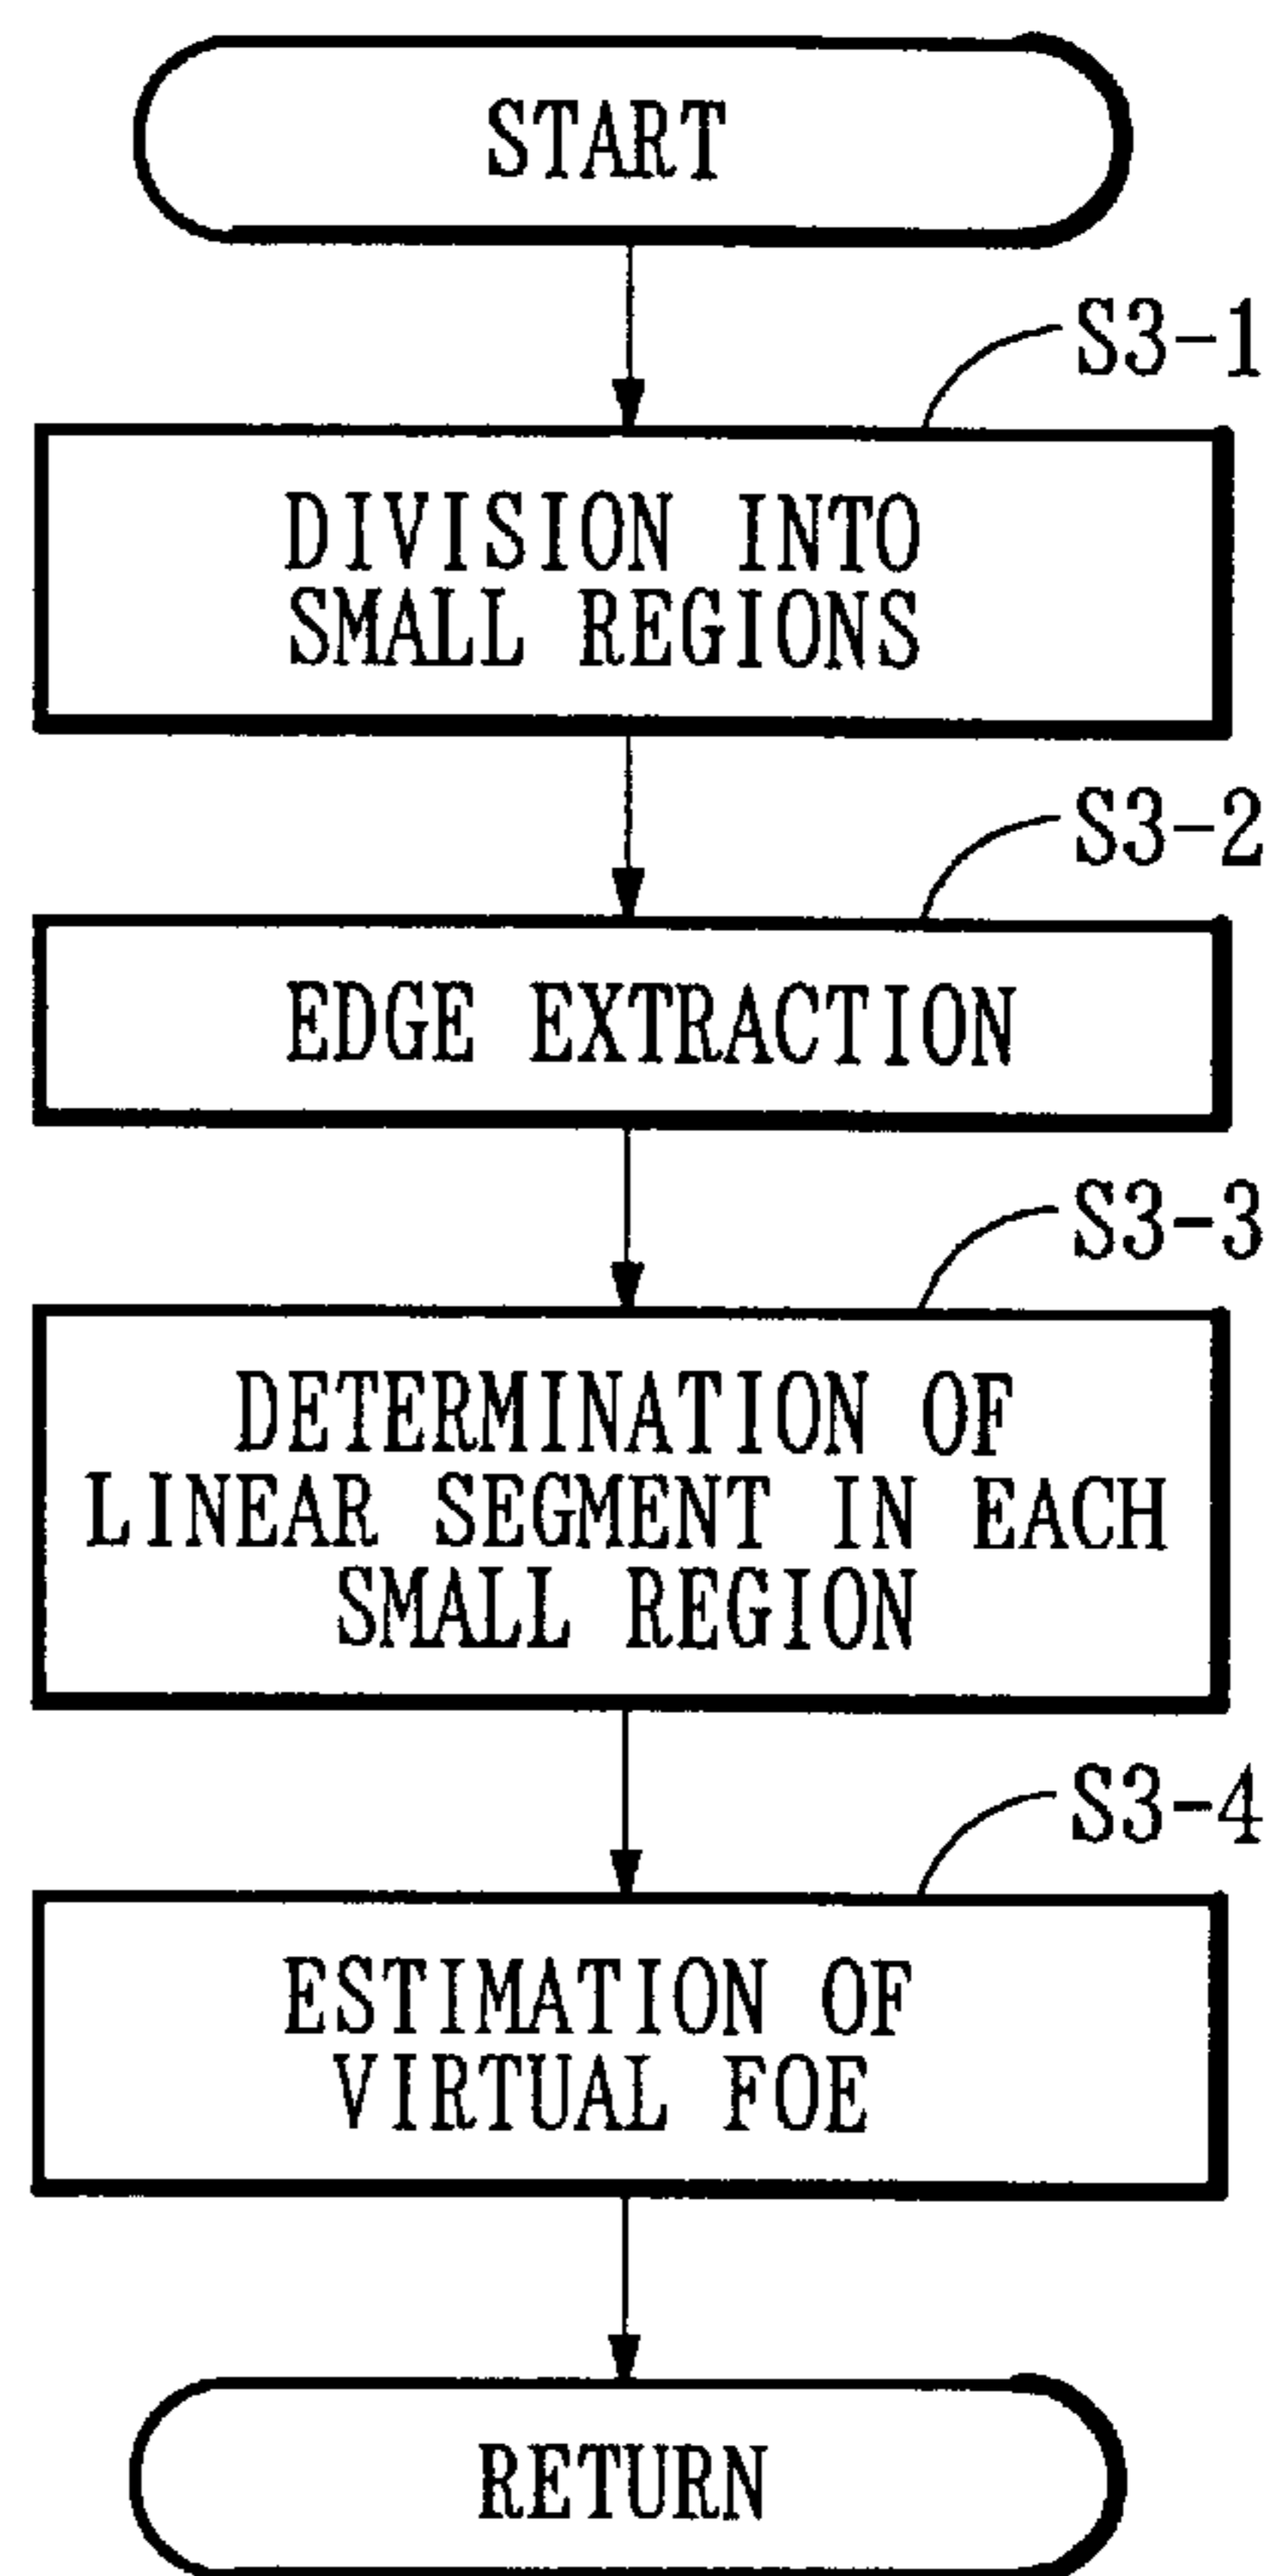 START
S3-1
DIVISION INTO
SMALL REGIONS
S3-2
EDGE EXTRACTION
S3-3
DETERMINATION OF
LINEAR SEGMENT IN EACH
SMALL REGION
S3-4
ESTIMATION OF
VIRTUAL FOE
RETURN